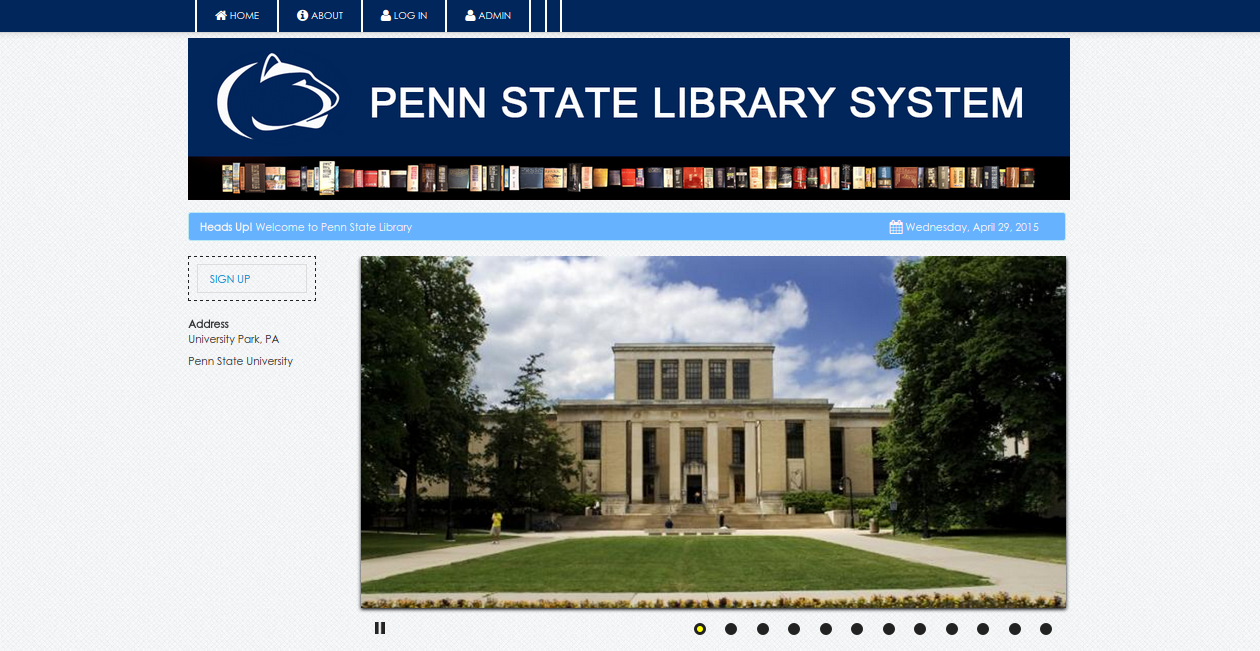 HOME ABOUT LOG IN ADMIN
PENN STATE LIBRARY SYSTEM
Heads Up! Welcome to Penn State Library Wednesday, April 29, 2015
SIGN UP
Address
University Park, PA
Penn State University